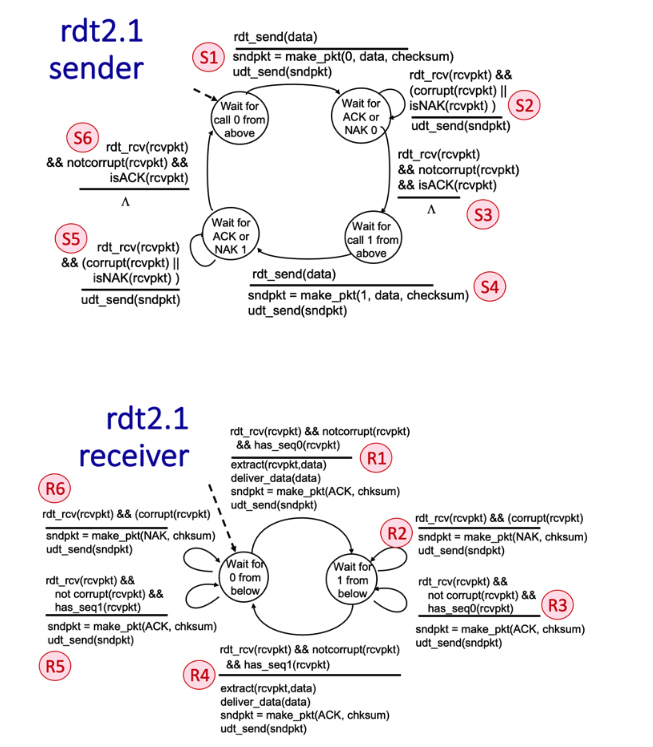 rdt2.1
sender
S1
rdt_send(data)
sndpkt = make_pkt(0, data, checksum)
udt_send(sndpkt)
Wait for
call 0 from
above
Wait for
ACK or
NAK 0
rdt_rcv(rcvpkt) &&
(corrupt(rcvpkt) ||
isNAK(rcvpkt) )
udt_send(sndpkt)
S2
S6
rdt_rcv(rcvpkt)
&& notcorrupt(rcvpkt) &&
isACK(rcvpkt)
Λ
rdt_rcv(rcvpkt)
&& notcorrupt(rcvpkt)
&& isACK(rcvpkt)
Λ
S3
S5
rdt_rcv(rcvpkt)
&& (corrupt(rcvpkt) ||
isNAK(rcvpkt) )
udt_send(sndpkt)
Wait for
ACK or
NAK 1
Wait for
call 1 from
above
rdt_send(data)
sndpkt = make_pkt(1, data, checksum)
udt_send(sndpkt)
S4
rdt2.1
receiver
rdt_rcv(rcvpkt) && notcorrupt(rcvpkt)
&& has_seq0(rcvpkt)
R1
extract(rcvpkt,data)
deliver_data(data)
sndpkt = make_pkt(ACK, chksum)
udt_send(sndpkt)
R6
rdt_rcv(rcvpkt) && (corrupt(rcvpkt)
sndpkt = make_pkt(NAK, chksum)
udt_send(sndpkt)
R2
rdt_rcv(rcvpkt) && (corrupt(rcvpkt)
sndpkt = make_pkt(NAK, chksum)
udt_send(sndpkt)
Wait for
0 from
below
Wait for
1 from
below
rdt_rcv(rcvpkt) &&
not corrupt(rcvpkt) &&
has_seq1(rcvpkt)
sndpkt = make_pkt(ACK, chksum)
udt_send(sndpkt)
R5
rdt_rcv(rcvpkt) &&
not corrupt(rcvpkt) &&
has_seq0(rcvpkt)
sndpkt = make_pkt(ACK, chksum)
udt_send(sndpkt)
R3
R4
rdt_rcv(rcvpkt) && notcorrupt(rcvpkt)
&& has_seq1(rcvpkt)
extract(rcvpkt,data)
deliver_data(data)
sndpkt = make_pkt(ACK, chksum)
udt_send(sndpkt)